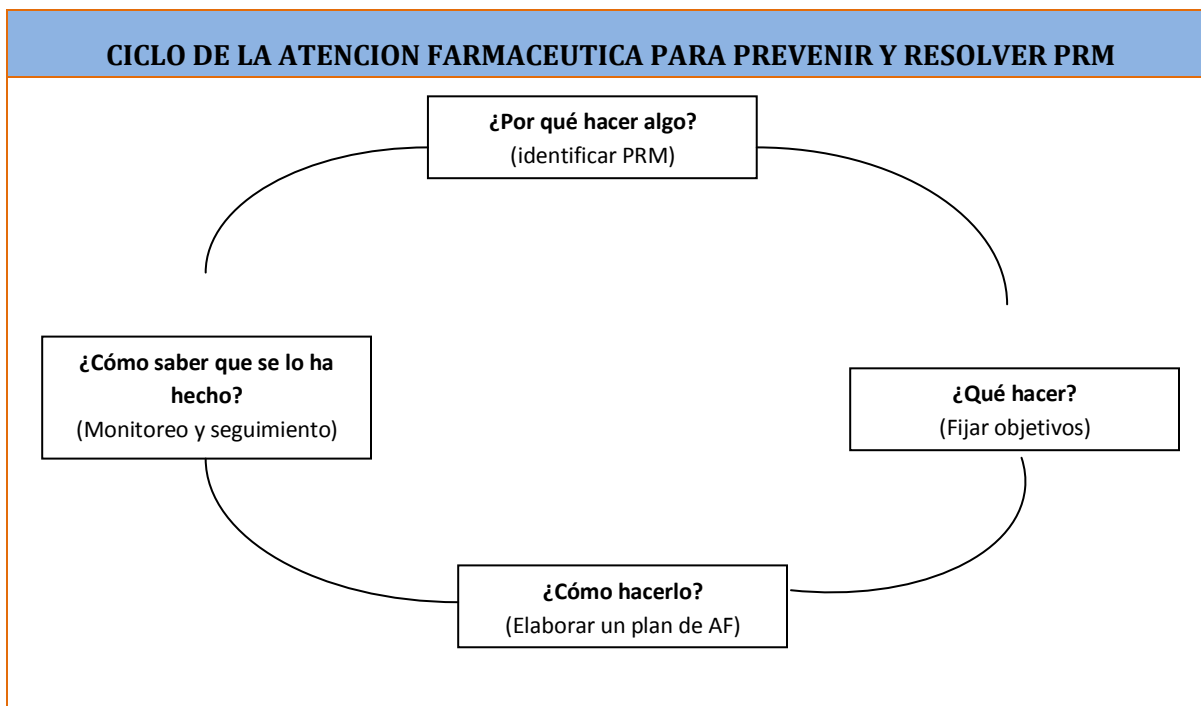 CICLO DE LA ATENCION FARMACEUTICA PARA PREVENIR Y RESOLVER PRM
¿Por qué hacer algo?
(identificar PRM)
¿Cómo saber que se lo ha
hecho?
(Monitoreo y seguimiento)
¿Qué hacer?
(Fijar objetivos)
¿Cómo hacerlo?
(Elaborar un plan de AF)